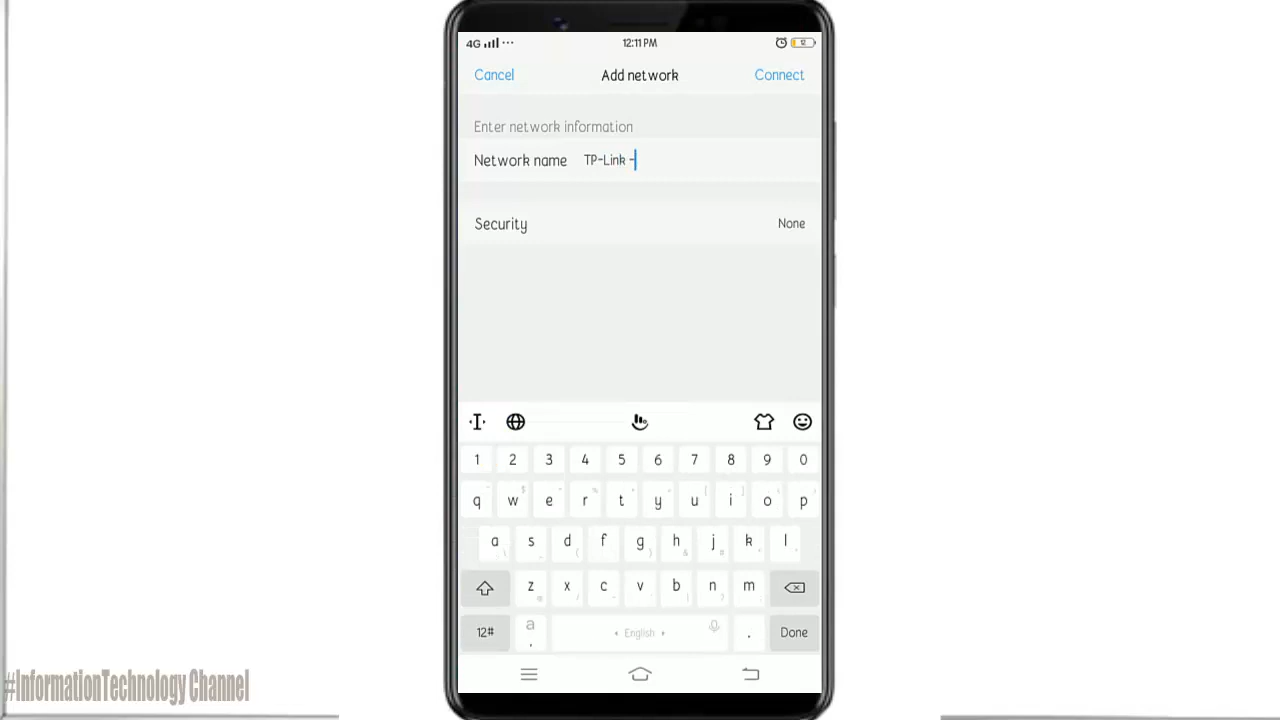 4G 12:11 PM 12
Cancel Add network Connect
Enter network information
Network name TP-Link -
Security None
1 2 3 4 5 6 7 8 9 0
q w e r t y u i o p
a s d f g h j k l
z x c v b n m
12# a , English . Done
#InformationTechnology Channel